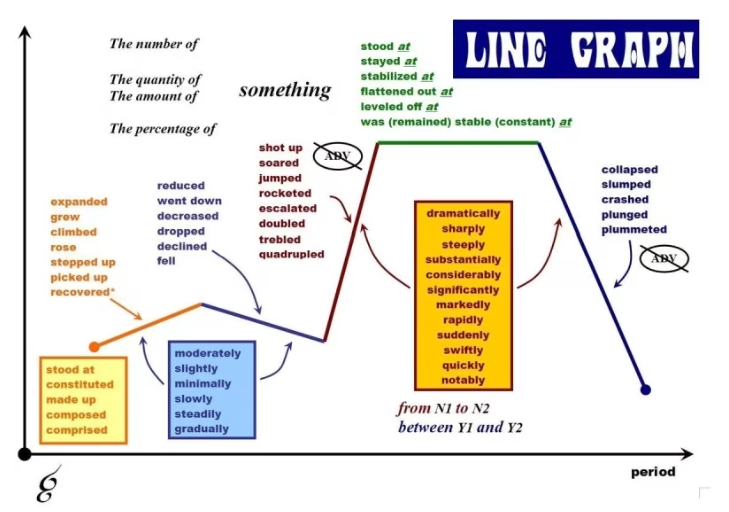 LINE GRAPH
The number of
The quantity of
The amount of
The percentage of
something
stood at
stayed at
stabilized at
flattened out at
leveled off at
was (remained) stable (constant) at
shot up
soared
jumped
rocketed
escalated
doubled
trebled
quadrupled
ADV
reduced
went down
decreased
dropped
declined
fell
expanded
grew
climbed
rose
stepped up
picked up
recovered*
collapsed
slumped
crashed
plunged
plummeted
ADV
dramatically
sharply
steeply
substantially
considerably
significantly
markedly
rapidly
suddenly
swiftly
quickly
notably
moderately
slightly
minimally
slowly
steadily
gradually
stood at
constituted
made up
composed
comprised
from N1 to N2
between Y1 and Y2
period